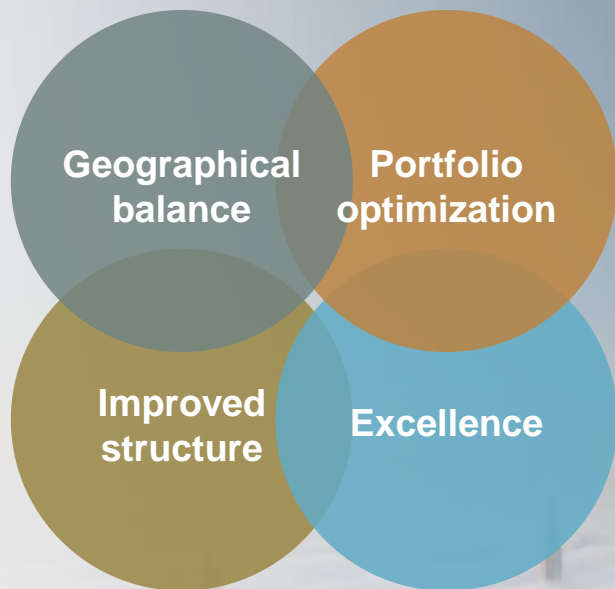 Geographical
balance
Portfolio
optimization
Improved
structure
Excellence